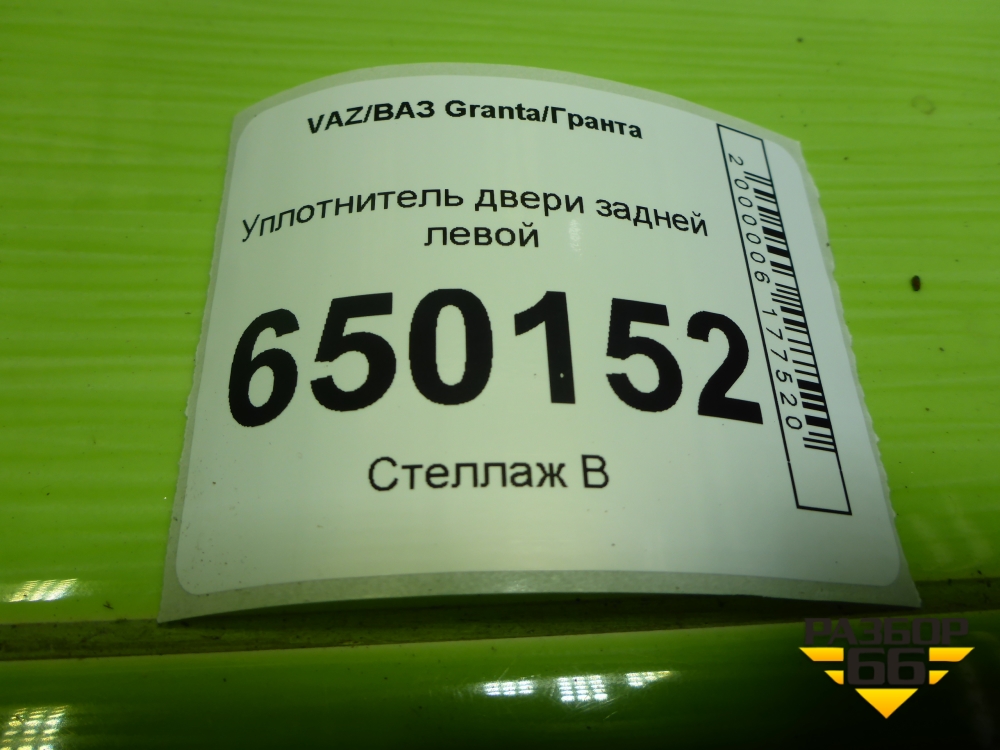 VAZ/ВАЗ Granta/Гранта
Уплотнитель двери задней
левой
650152
Стеллаж В
2000006177520
РАЗБОР
66